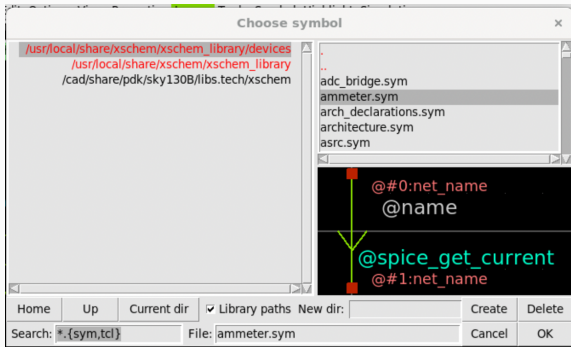 Choose symbol
×
/usr/local/share/xschem/xschem_library/devices
/usr/local/share/xschem/xschem_library
/cad/share/pdk/sky130B/libs.tech/xschem
.
..
adc_bridge.sym
ammeter.sym
arch_declarations.sym
architecture.sym
asrc.sym
@#0:net_name
@name
@spice_get_current
@#1:net_name
Home Up Current dir Library paths New dir: Create Delete
Search: *.{sym,tcl} File: ammeter.sym Cancel OK